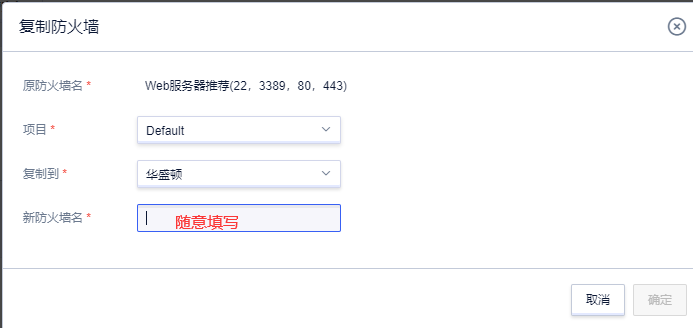 复制防火墙
原防火墙名 * Web服务器推荐(22，3389，80，443)
项目 * Default
复制到 * 华盛顿
新防火墙名 * 随意填写
取消 确定